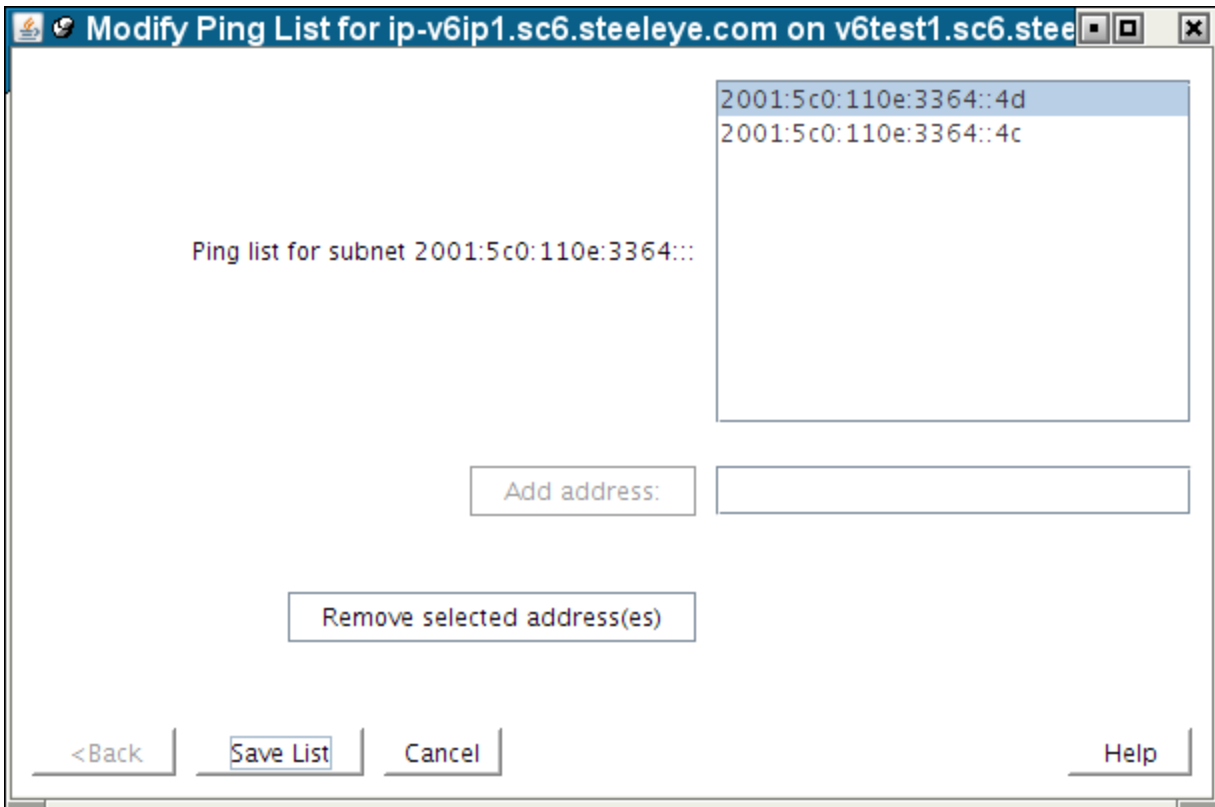 Modify Ping List for ip-v6ip1.sc6.steeleye.com on v6test1.sc6.stee
2001:5c0:110e:3364::4d
2001:5c0:110e:3364::4c
Ping list for subnet 2001:5c0:110e:3364:::
Add address:
Remove selected address(es)
<Back
Save List
Cancel
Help